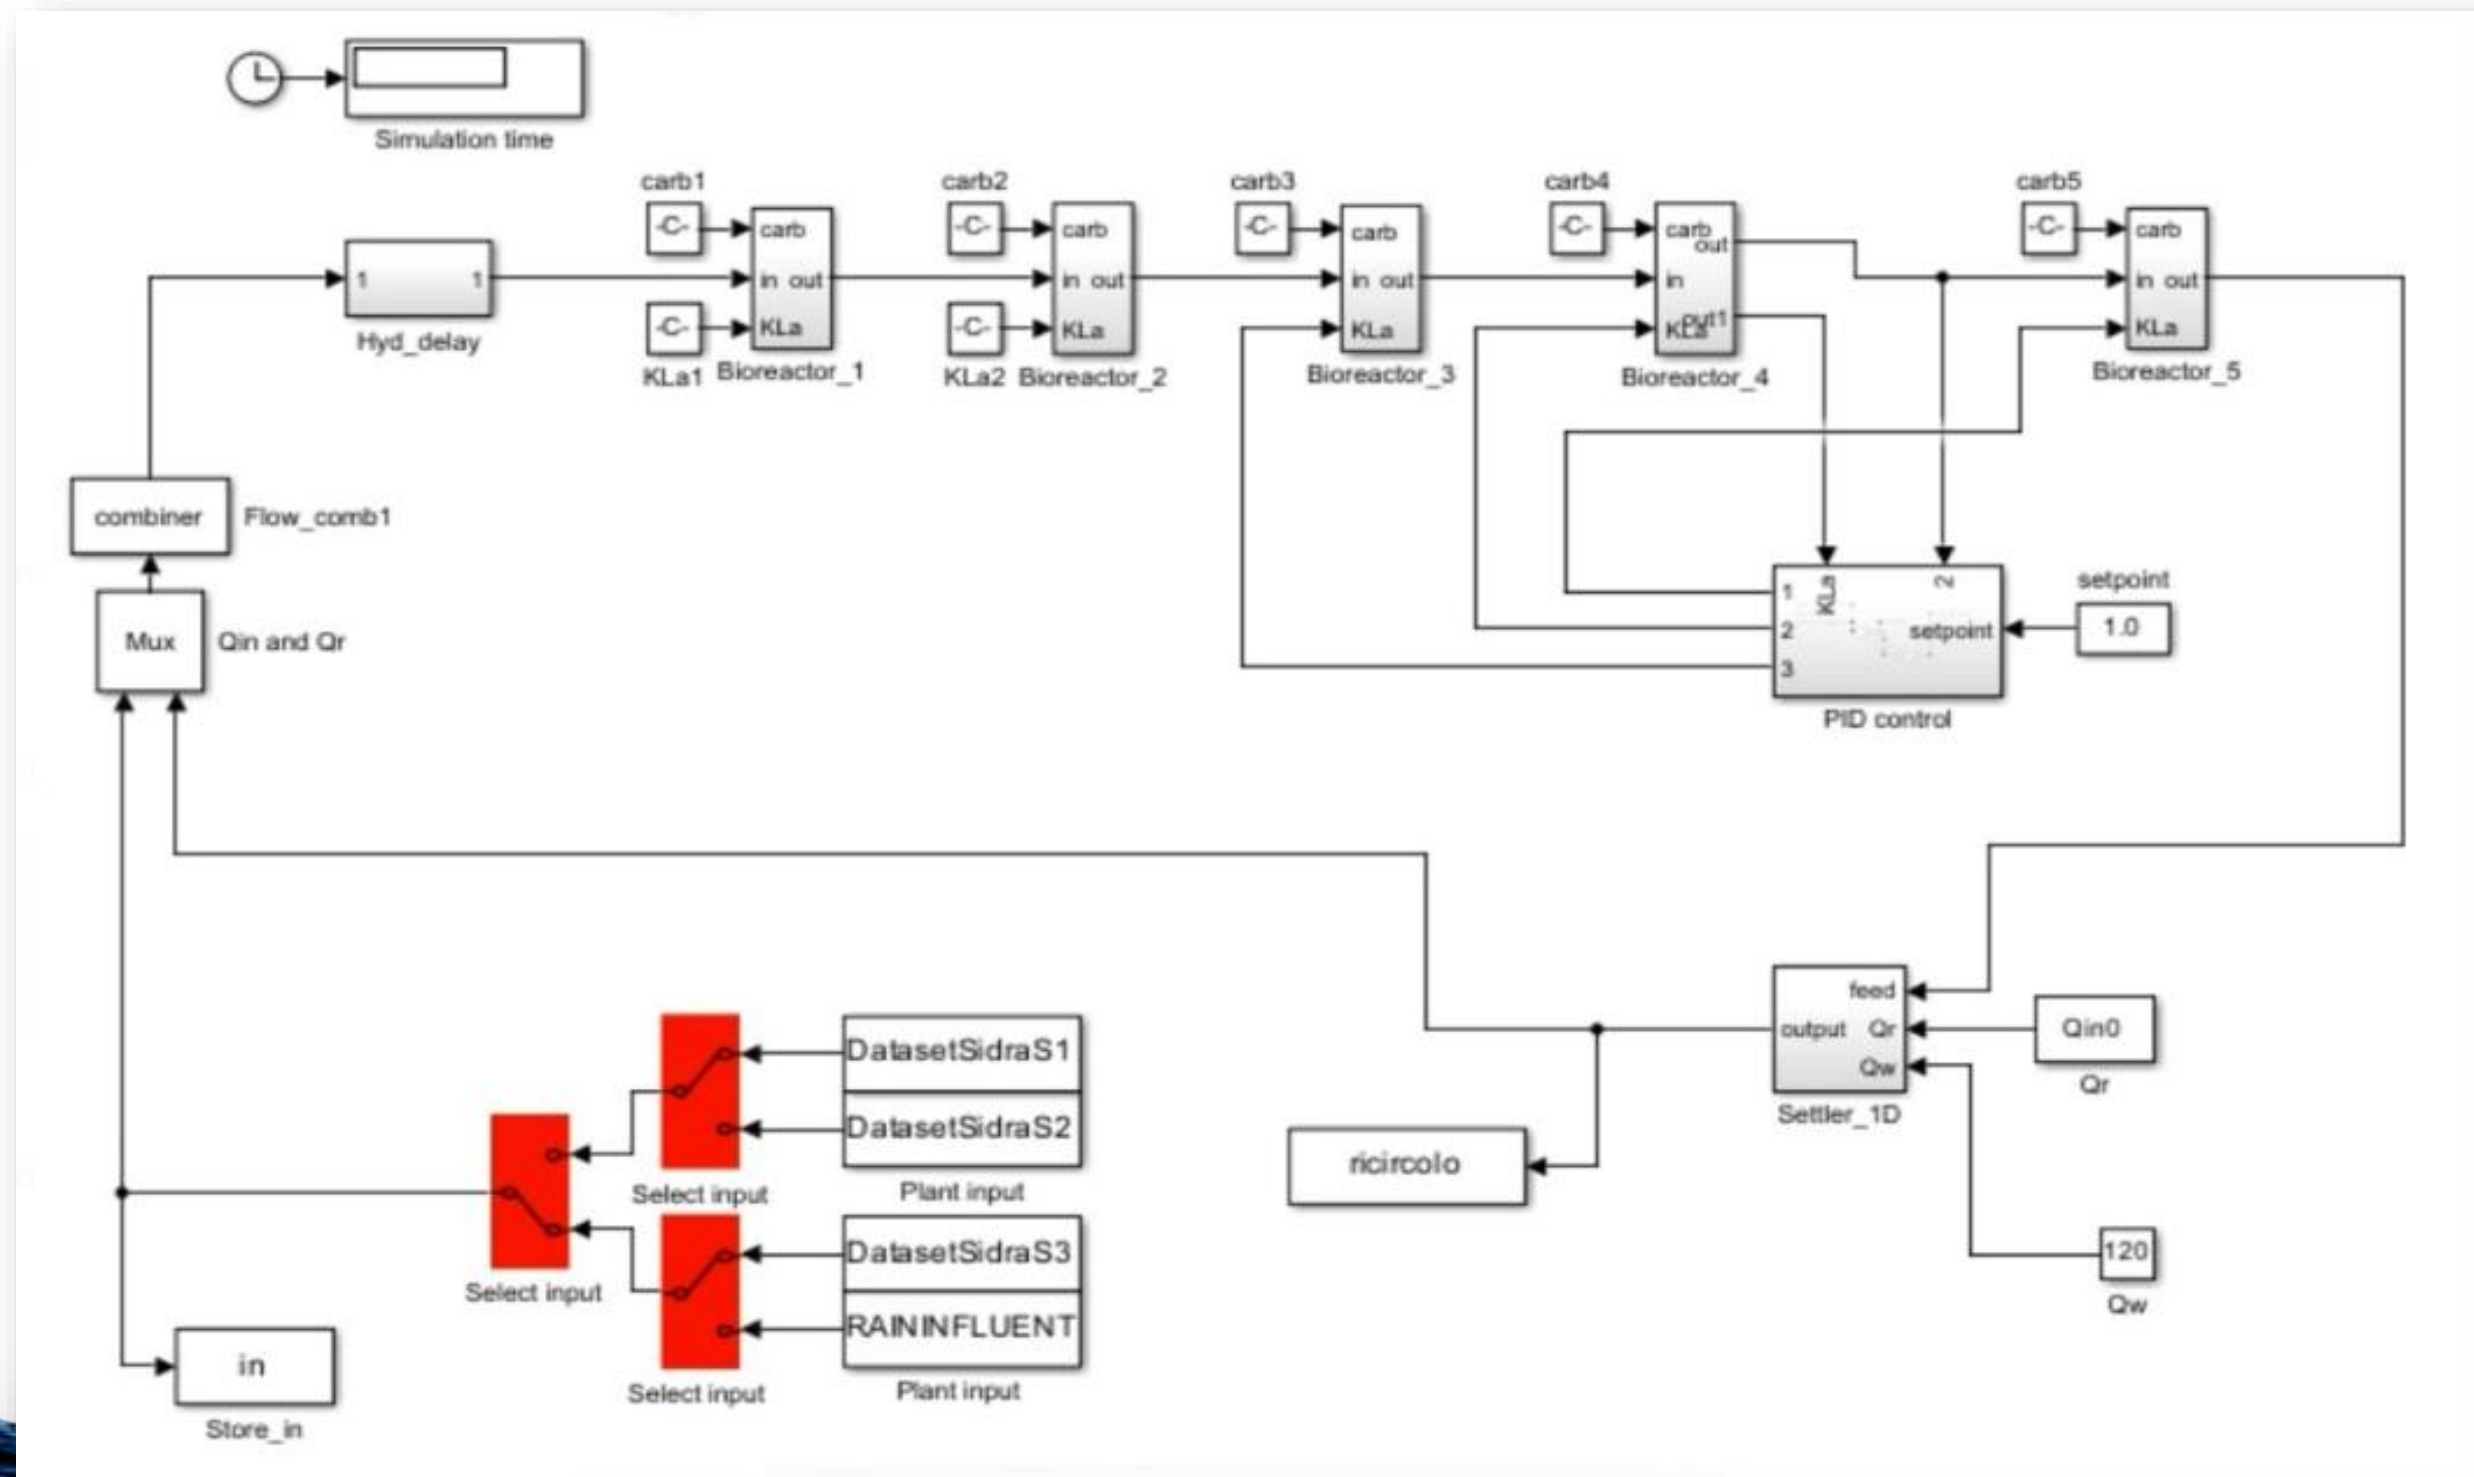 Simulation time
carb1
carb2
carb3
carb4
carb5
-C-
carb
-C-
carb
-C-
carb
-C-
carb
out
-C-
carb
1
1
in out
in out
in out
in
in out
-C-
KLa
-C-
KLa
KLa
KLa
out1
KLa
Hyd_delay
KLa1
Bioreactor_1
KLa2
Bioreactor_2
Bioreactor_3
Bioreactor_4
Bioreactor_5
combiner
Flow_comb1
Mux
Qin and Qr
1
KLa
2
setpoint
2
setpoint
1.0
3
PID control
feed
output
Qr
Qin0
Qw
Qr
Settler_1D
DatasetSidraS1
DatasetSidraS2
Select input
Plant input
ricircolo
DatasetSidraS3
120
Select input
RAININFLUENT
Qw
Select input
Plant input
in
Store_in